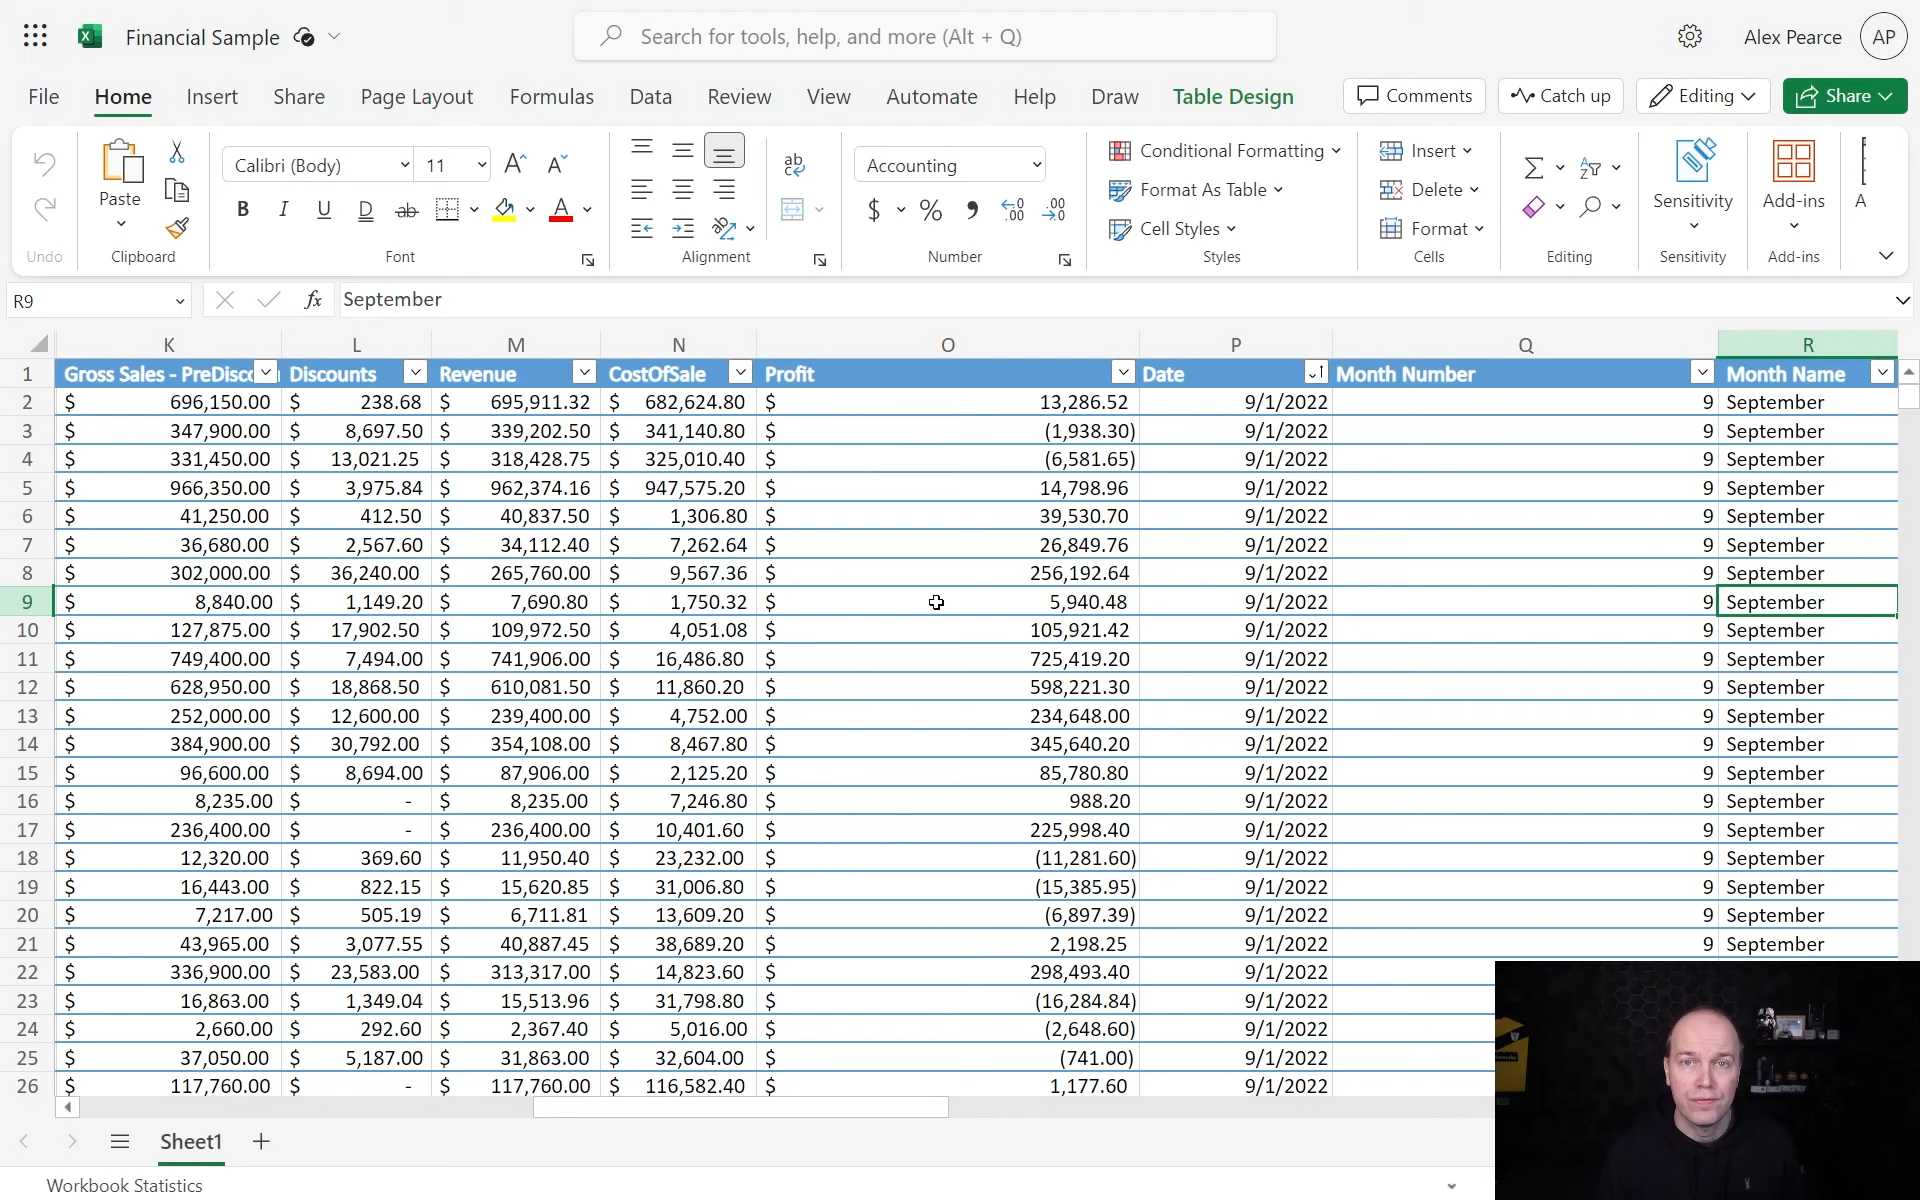 Financial Sample
Search for tools, help, and more (Alt + Q)
Alex Pearce
AP
File Home Insert Share Page Layout Formulas Data Review View Automate Help Draw Table Design
Comments Catch up Editing Share
Paste
Calibri (Body) 11
Accounting
Conditional Formatting
Format As Table
Cell Styles
Insert
Delete
Format
Sensitivity
Add-ins
A
Undo Clipboard Font Alignment Number Styles Cells Editing Sensitivity Add-ins
R9 fx September
K L M N O P Q R
1 Gross Sales - PreDisco Discounts Revenue CostOfSale Profit Date Month Number Month Name
2 $ 696,150.00 $ 238.68 $ 695,911.32 $ 682,624.80 $ 13,286.52 9/1/2022 9 September
3 $ 347,900.00 $ 8,697.50 $ 339,202.50 $ 341,140.80 $ (1,938.30) 9/1/2022 9 September
4 $ 331,450.00 $ 13,021.25 $ 318,428.75 $ 325,010.40 $ (6,581.65) 9/1/2022 9 September
5 $ 966,350.00 $ 3,975.84 $ 962,374.16 $ 947,575.20 $ 14,798.96 9/1/2022 9 September
6 $ 41,250.00 $ 412.50 $ 40,837.50 $ 1,306.80 $ 39,530.70 9/1/2022 9 September
7 $ 36,680.00 $ 2,567.60 $ 34,112.40 $ 7,262.64 $ 26,849.76 9/1/2022 9 September
8 $ 302,000.00 $ 36,240.00 $ 265,760.00 $ 9,567.36 $ 256,192.64 9/1/2022 9 September
9 $ 8,840.00 $ 1,149.20 $ 7,690.80 $ 1,750.32 $ 5,940.48 9/1/2022 9 September
10 $ 127,875.00 $ 17,902.50 $ 109,972.50 $ 4,051.08 $ 105,921.42 9/1/2022 9 September
11 $ 749,400.00 $ 7,494.00 $ 741,906.00 $ 16,486.80 $ 725,419.20 9/1/2022 9 September
12 $ 628,950.00 $ 18,868.50 $ 610,081.50 $ 11,860.20 $ 598,221.30 9/1/2022 9 September
13 $ 252,000.00 $ 12,600.00 $ 239,400.00 $ 4,752.00 $ 234,648.00 9/1/2022 9 September
14 $ 384,900.00 $ 30,792.00 $ 354,108.00 $ 8,467.80 $ 345,640.20 9/1/2022 9 September
15 $ 96,600.00 $ 8,694.00 $ 87,906.00 $ 2,125.20 $ 85,780.80 9/1/2022 9 September
16 $ 8,235.00 $ - $ 8,235.00 $ 7,246.80 $ 988.20 9/1/2022 9 September
17 $ 236,400.00 $ - $ 236,400.00 $ 10,401.60 $ 225,998.40 9/1/2022 9 September
18 $ 12,320.00 $ 369.60 $ 11,950.40 $ 23,232.00 $ (11,281.60) 9/1/2022 9 September
19 $ 16,443.00 $ 822.15 $ 15,620.85 $ 31,006.80 $ (15,385.95) 9/1/2022 9 September
20 $ 7,217.00 $ 505.19 $ 6,711.81 $ 13,609.20 $ (6,897.39) 9/1/2022 9 September
21 $ 43,965.00 $ 3,077.55 $ 40,887.45 $ 38,689.20 $ 2,198.25 9/1/2022 9 September
22 $ 336,900.00 $ 23,583.00 $ 313,317.00 $ 14,823.60 $ 298,493.40 9/1/2022
23 $ 16,863.00 $ 1,349.04 $ 15,513.96 $ 31,798.80 $ (16,284.84) 9/1/2022
24 $ 2,660.00 $ 292.60 $ 2,367.40 $ 5,016.00 $ (2,648.60) 9/1/2022
25 $ 37,050.00 $ 5,187.00 $ 31,863.00 $ 32,604.00 $ (741.00) 9/1/2022
26 $ 117,760.00 $ - $ 117,760.00 $ 116,582.40 $ 1,177.60 9/1/2022
Sheet1
Workbook Statistics